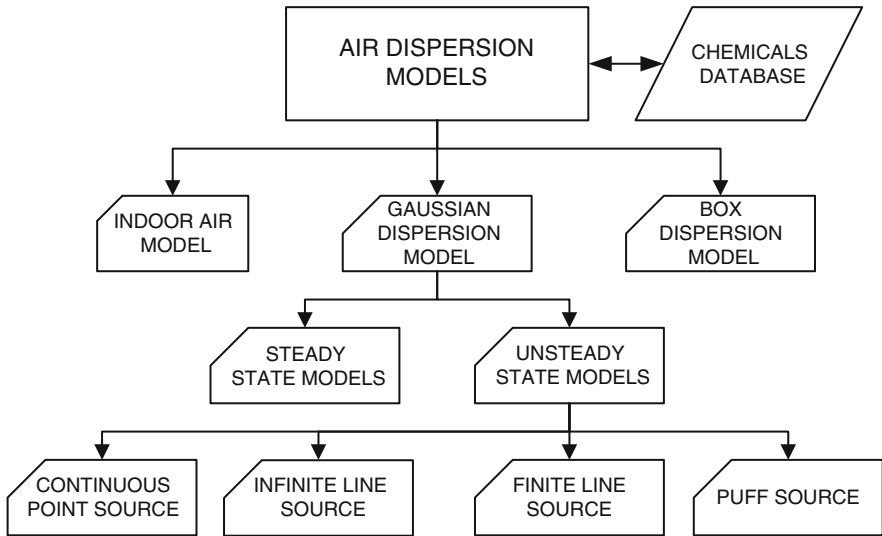 AIR DISPERSION
MODELS
CHEMICALS
DATABASE
INDOOR AIR
MODEL
GAUSSIAN
DISPERSION
MODEL
BOX
DISPERSION
MODEL
STEADY
STATE MODELS
UNSTEADY
STATE MODELS
CONTINUOUS
POINT SOURCE
INFINITE LINE
SOURCE
FINITE LINE
SOURCE
PUFF SOURCE